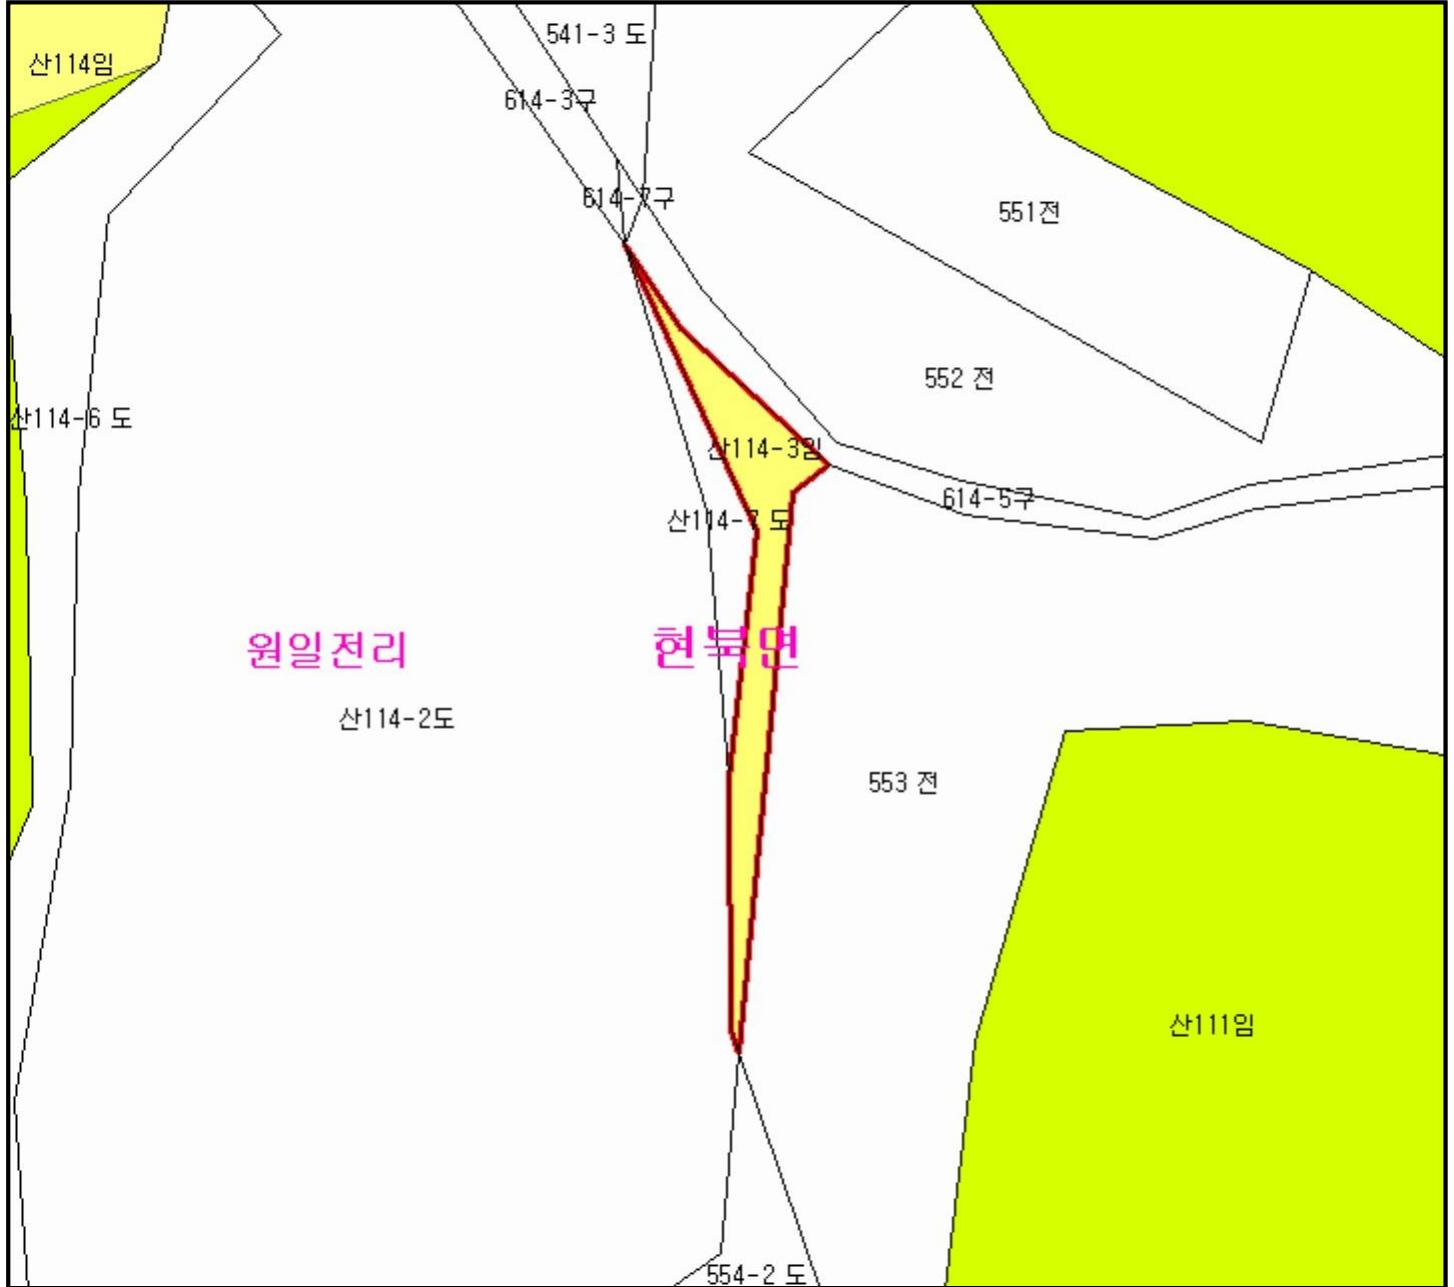 541-3 도
산114임
614-3구
614-7구
551전
552 전
산114-6 도
산114-3임
614-5구
산114-7 도
원일전리
현북면
산114-2도
553 전
산111임
554-2 도